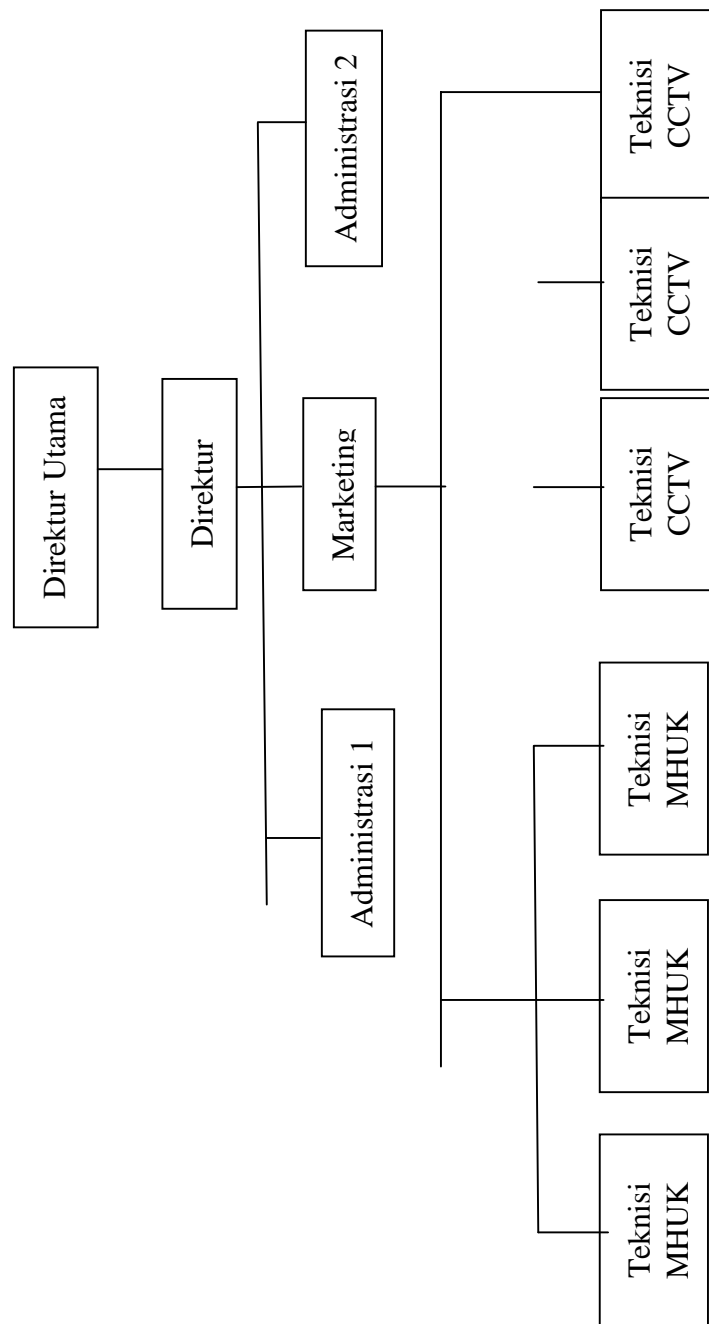 Direktur Utama
Direktur
Administrasi 1
Marketing
Administrasi 2
Teknisi
MHUK
Teknisi
MHUK
Teknisi
MHUK
Teknisi
CCTV
Teknisi
CCTV
Teknisi
CCTV